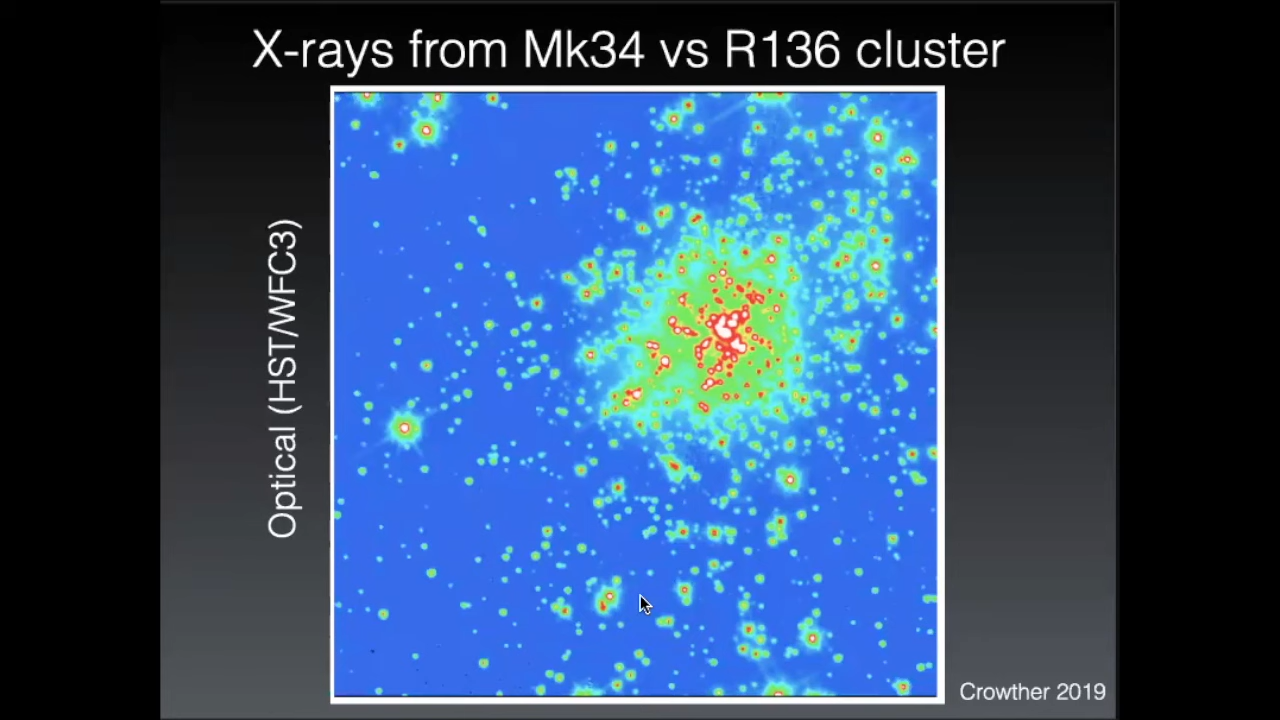 X-rays from Mk34 vs R136 cluster
Optical (HST/WFC3)
Crowther 2019